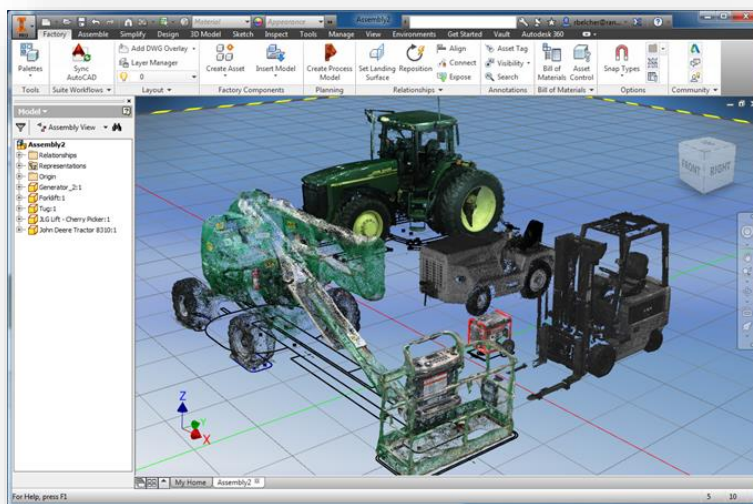 Material
Appearance
Assembly2
rbelcher@ran...
Factory Assemble Simplify Design 3D Model Sketch Inspect Tools Manage View Environments Get Started Vault Autodesk 360
Palettes
Sync AutoCAD
Add DWG Overlay
Layer Manager
0
Create Asset
Insert Model
Create Process Model
Set Landing Surface
Reposition
Align
Connect
Expose
Asset Tag
Visibility
Search
Bill of Materials
Asset Control
Snap Types
Tools Suite Workflows Layout Factory Components Planning Relationships Annotations Bill of Materials Options Community
Model
Assembly View
Assembly2
Relationships
Representations
Origin
Generator_2:1
Forklift:1
Tug:1
JLG Lift - Cherry Picker:1
John Deere Tractor 8310:1
FRONT RIGHT
Z
Y
X
My Home Assembly2
For Help, press F1
5 10